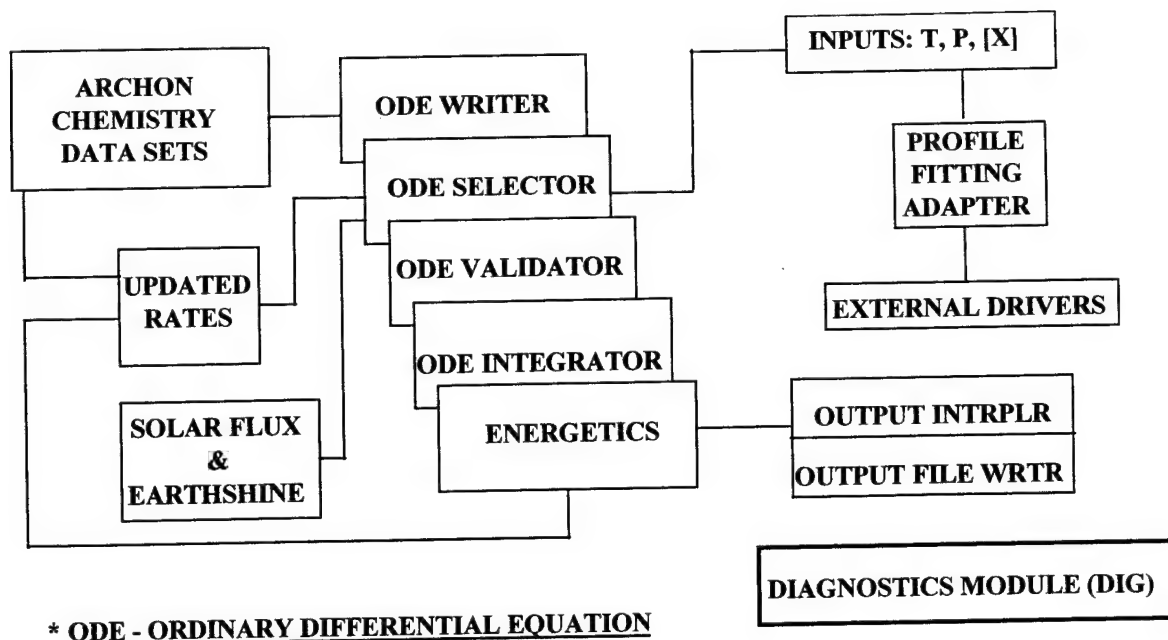 ARCHON
CHEMISTRY
DATA SETS
ODE WRITER
ODE SELECTOR
ODE VALIDATOR
ODE INTEGRATOR
ENERGETICS
INPUTS: T, P, [X]
PROFILE
FITTING
ADAPTER
EXTERNAL DRIVERS
UPDATED
RATES
SOLAR FLUX
&
EARTHSHINE
OUTPUT INTRPLR
OUTPUT FILE WRTR
DIAGNOSTICS MODULE (DIG)
* ODE - ORDINARY DIFFERENTIAL EQUATION